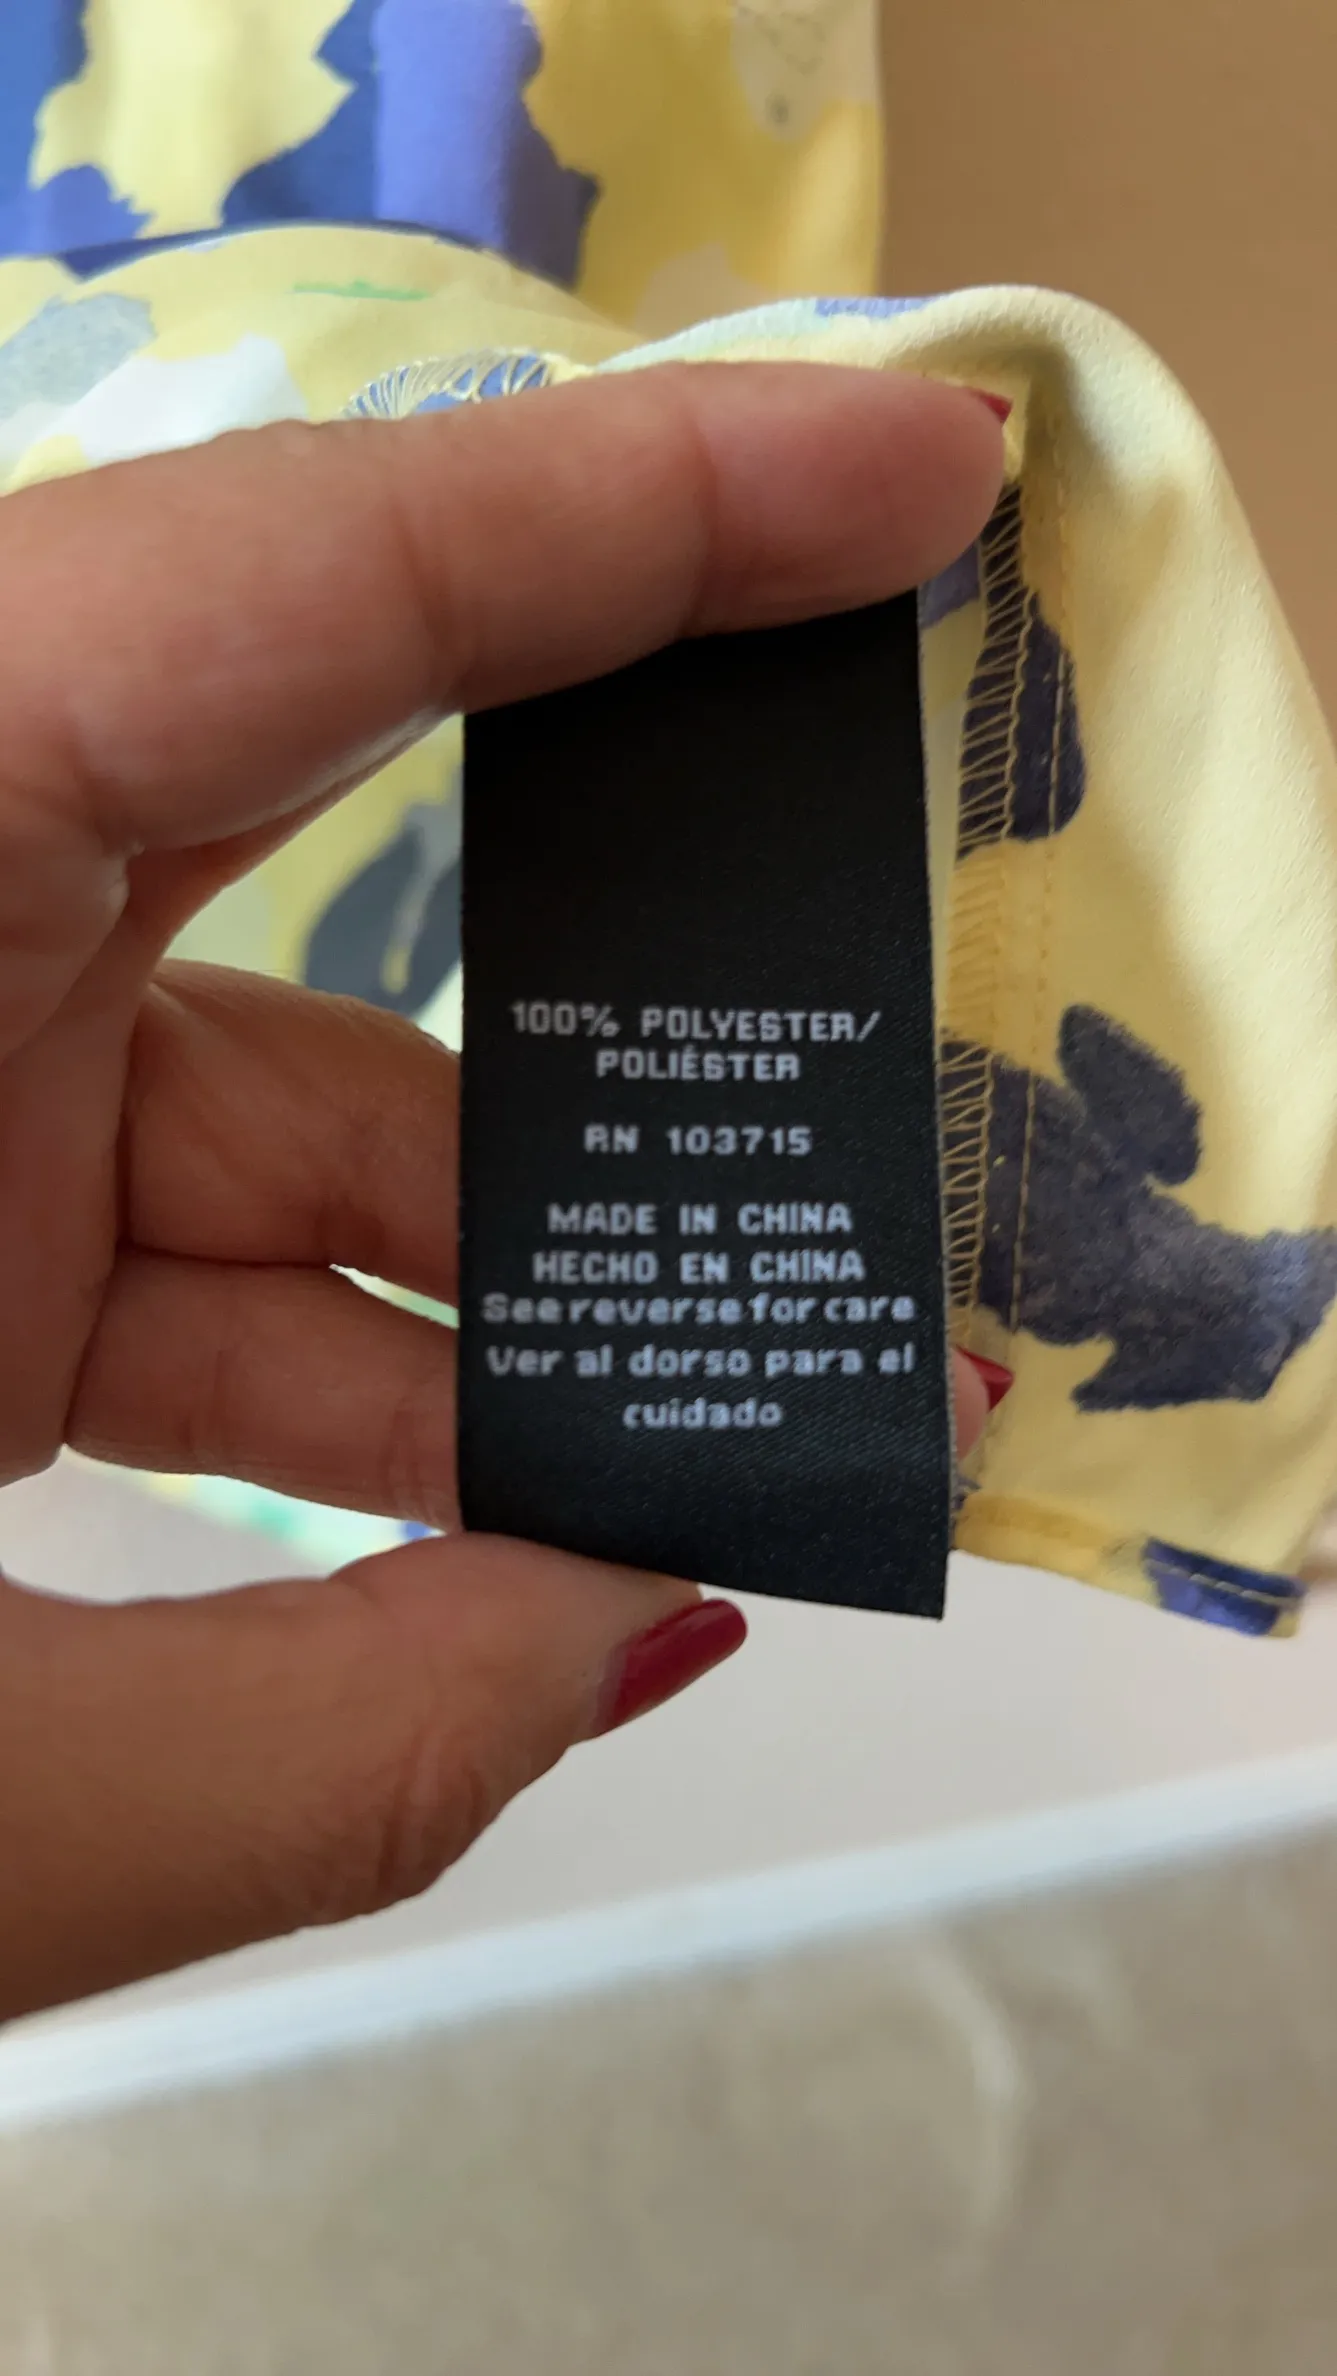 100% POLYESTER/
POLIÉSTER
RN 103715
MADE IN CHINA
HECHO EN CHINA
See reverse for care
Ver al dorso para el
cuidado